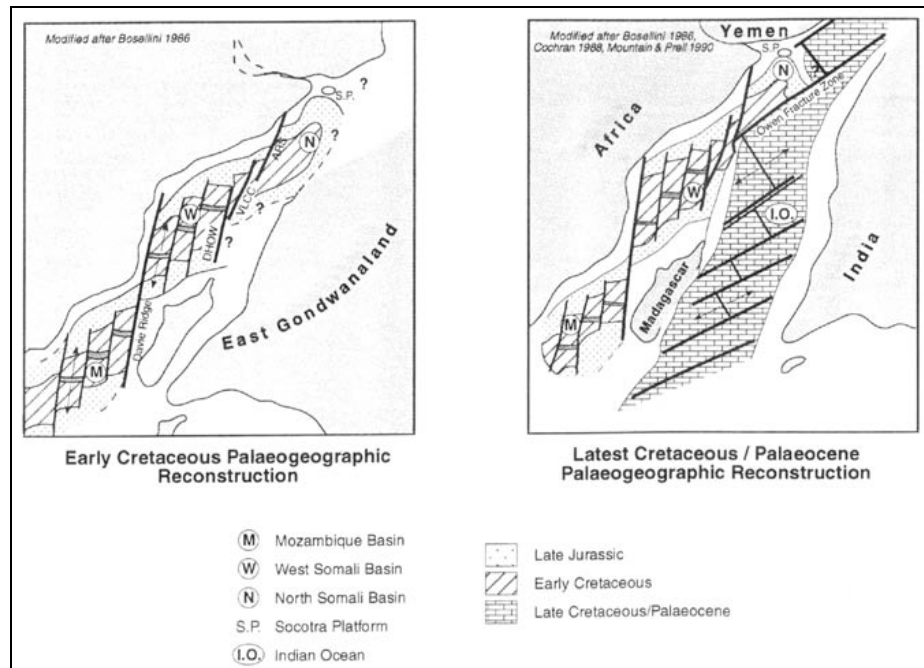 Modified after Bosellini 1986
?
S.P.
?
N
ARS
?
VLCC
W
?
DHOW
?
Davie Ridge
East Gondwanaland
M
Early Cretaceous Palaeogeographic
Reconstruction
Modified after Bosellini 1986,
Cochran 1988, Mountain & Prell 1990
Yemen
S.P.
N
?
Owen Fracture Zone
Africa
W
I.O.
India
Madagascar
M
Latest Cretaceous / Palaeocene
Palaeogeographic Reconstruction
M Mozambique Basin
W West Somali Basin
N North Somali Basin
S.P. Socotra Platform
I.O. Indian Ocean
Late Jurassic
Early Cretaceous
Late Cretaceous/Palaeocene